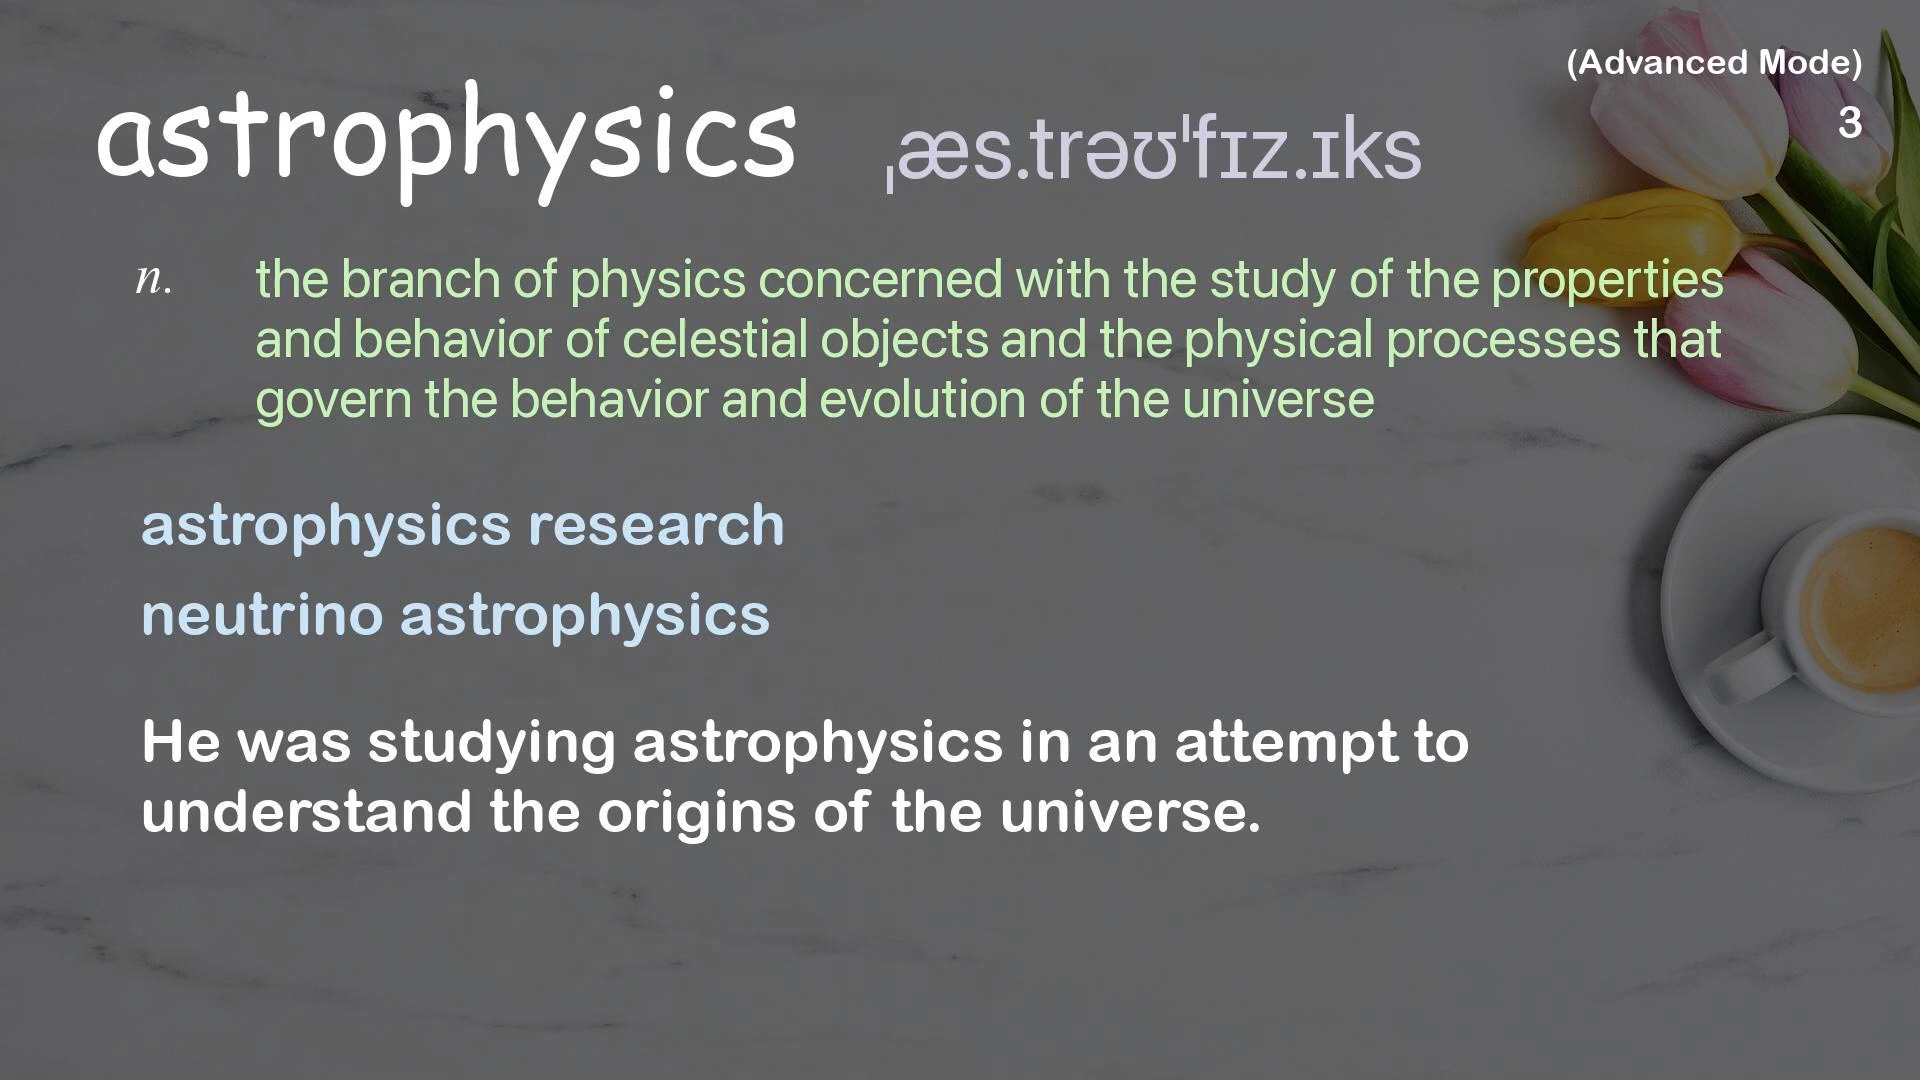 (Advanced Mode)
3
astrophysics ˌæs.trəʊˈfɪz.ɪks
n. the branch of physics concerned with the study of the properties
and behavior of celestial objects and the physical processes that
govern the behavior and evolution of the universe
astrophysics research
neutrino astrophysics
He was studying astrophysics in an attempt to
understand the origins of the universe.